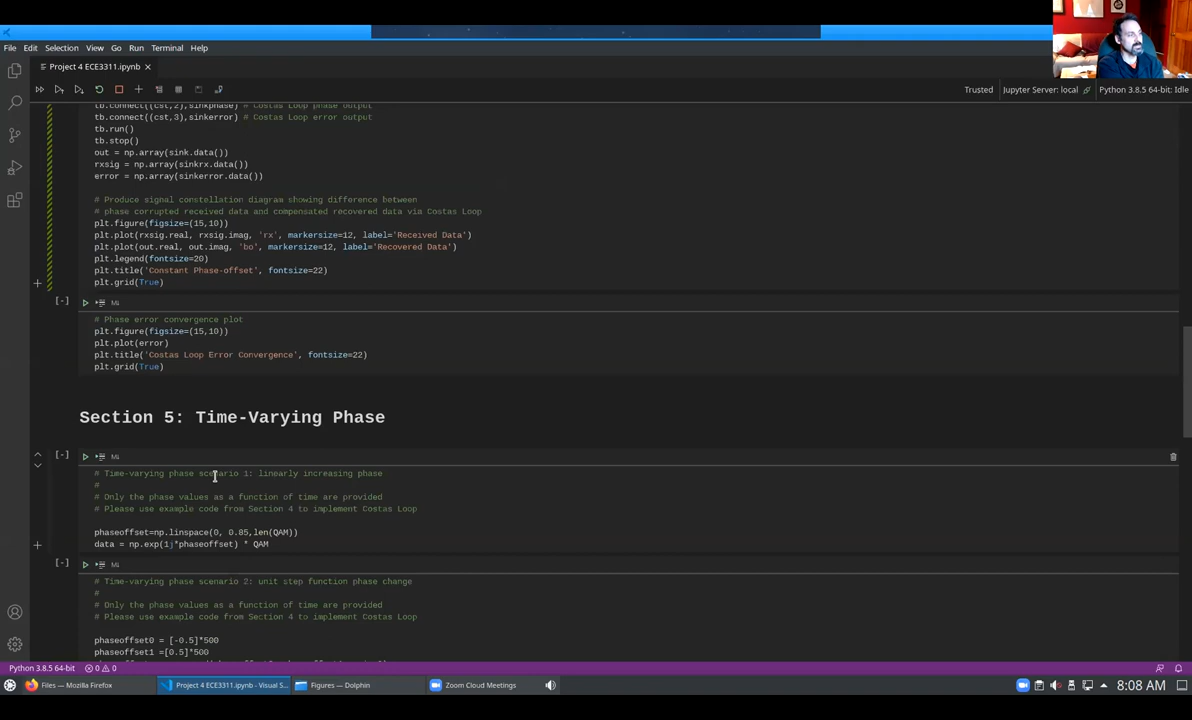 File Edit Selection View Go Run Terminal Help
Project 4 ECE3311.ipynb
Trusted Jupyter Server: local Python 3.8.5 64-bit: Idle
tb.connect((cst,2),sinkphase) # Costas Loop phase output
tb.connect((cst,3),sinkerror) # Costas Loop error output
tb.run()
tb.stop()
out = np.array(sink.data())
rxsig = np.array(sinkrx.data())
error = np.array(sinkerror.data())
# Produce signal constellation diagram showing difference between
# phase corrupted received data and compensated recovered data via Costas Loop
plt.figure(figsize=(15,10))
plt.plot(rxsig.real, rxsig.imag, 'rx', markersize=12, label='Received Data')
plt.plot(out.real, out.imag, 'bo', markersize=12, label='Recovered Data')
plt.legend(fontsize=20)
plt.title('Constant Phase-offset', fontsize=22)
plt.grid(True)
[-] M↓
# Phase error convergence plot
plt.figure(figsize=(15,10))
plt.plot(error)
plt.title('Costas Loop Error Convergence', fontsize=22)
plt.grid(True)
Section 5: Time-Varying Phase
[-] M↓
# Time-varying phase scenario 1: linearly increasing phase
#
# Only the phase values as a function of time are provided
# Please use example code from Section 4 to implement Costas Loop
phaseoffset=np.linspace(0, 0.85,len(QAM))
data = np.exp(1j*phaseoffset) * QAM
[-] M↓
# Time-varying phase scenario 2: unit step function phase change
#
# Only the phase values as a function of time are provided
# Please use example code from Section 4 to implement Costas Loop
phaseoffset0 = [-0.5]*500
phaseoffset1 =[0.5]*500
Python 3.8.5 64-bit 0 0
Files — Mozilla Firefox Project 4 ECE3311.ipynb - Visual S... Figures — Dolphin Zoom Cloud Meetings 8:08 AM